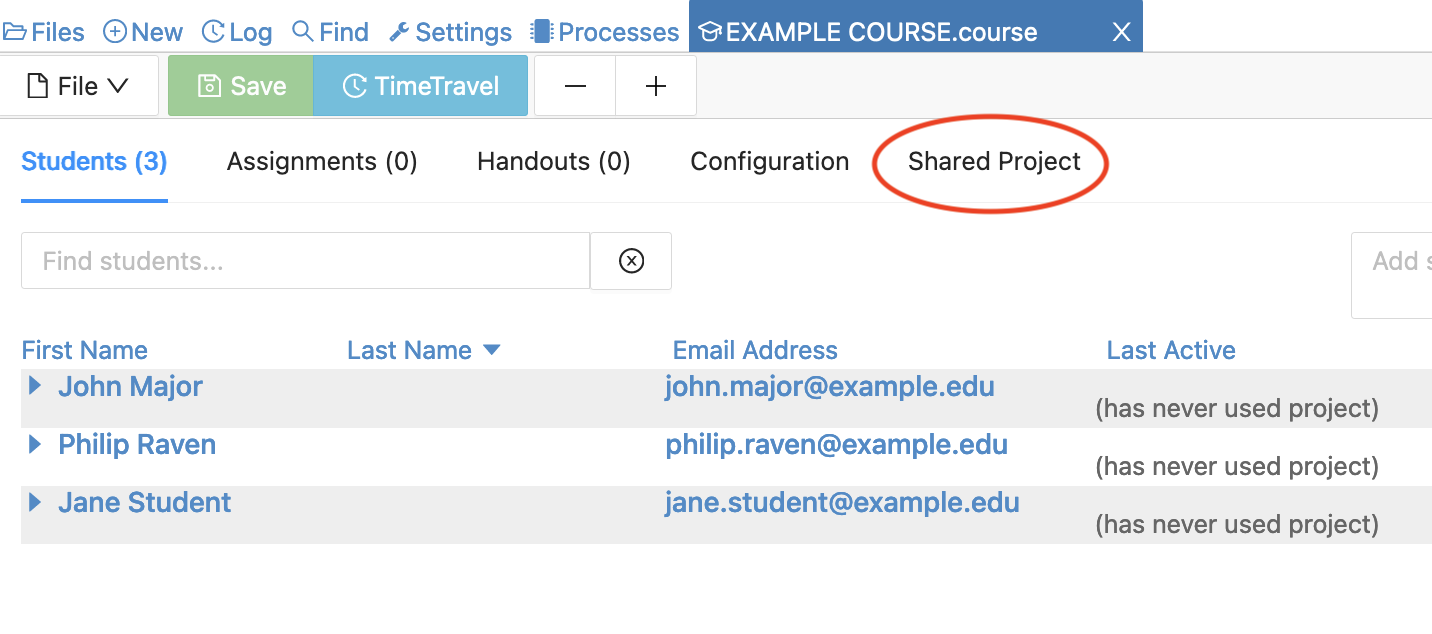 Files New Log Find Settings Processes EXAMPLE COURSE.course X
File Save TimeTravel
Students (3) Assignments (0) Handouts (0) Configuration Shared Project
Find students... Add s
First Name Last Name Email Address Last Active
John Major john.major@example.edu
(has never used project)
Philip Raven philip.raven@example.edu
(has never used project)
Jane Student jane.student@example.edu
(has never used project)